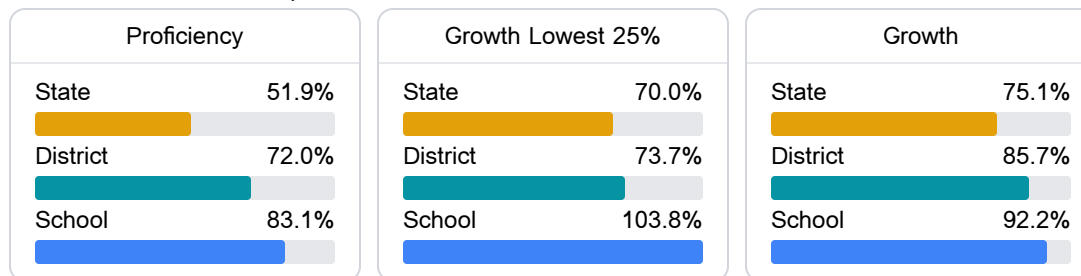 Proficiency
State 51.9%
District 72.0%
School 83.1%
Growth Lowest 25%
State 70.0%
District 73.7%
School 103.8%
Growth
State 75.1%
District 85.7%
School 92.2%